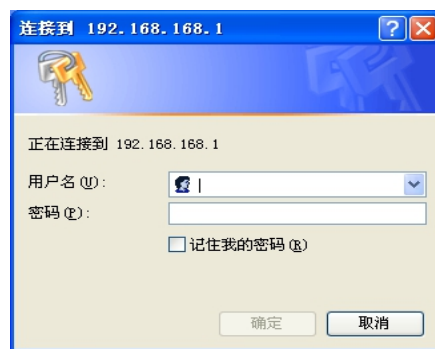 连接到 192.168.168.1
正在连接到 192.168.168.1
用户名(U):
密码(P):
记住我的密码(R)
确定 取消